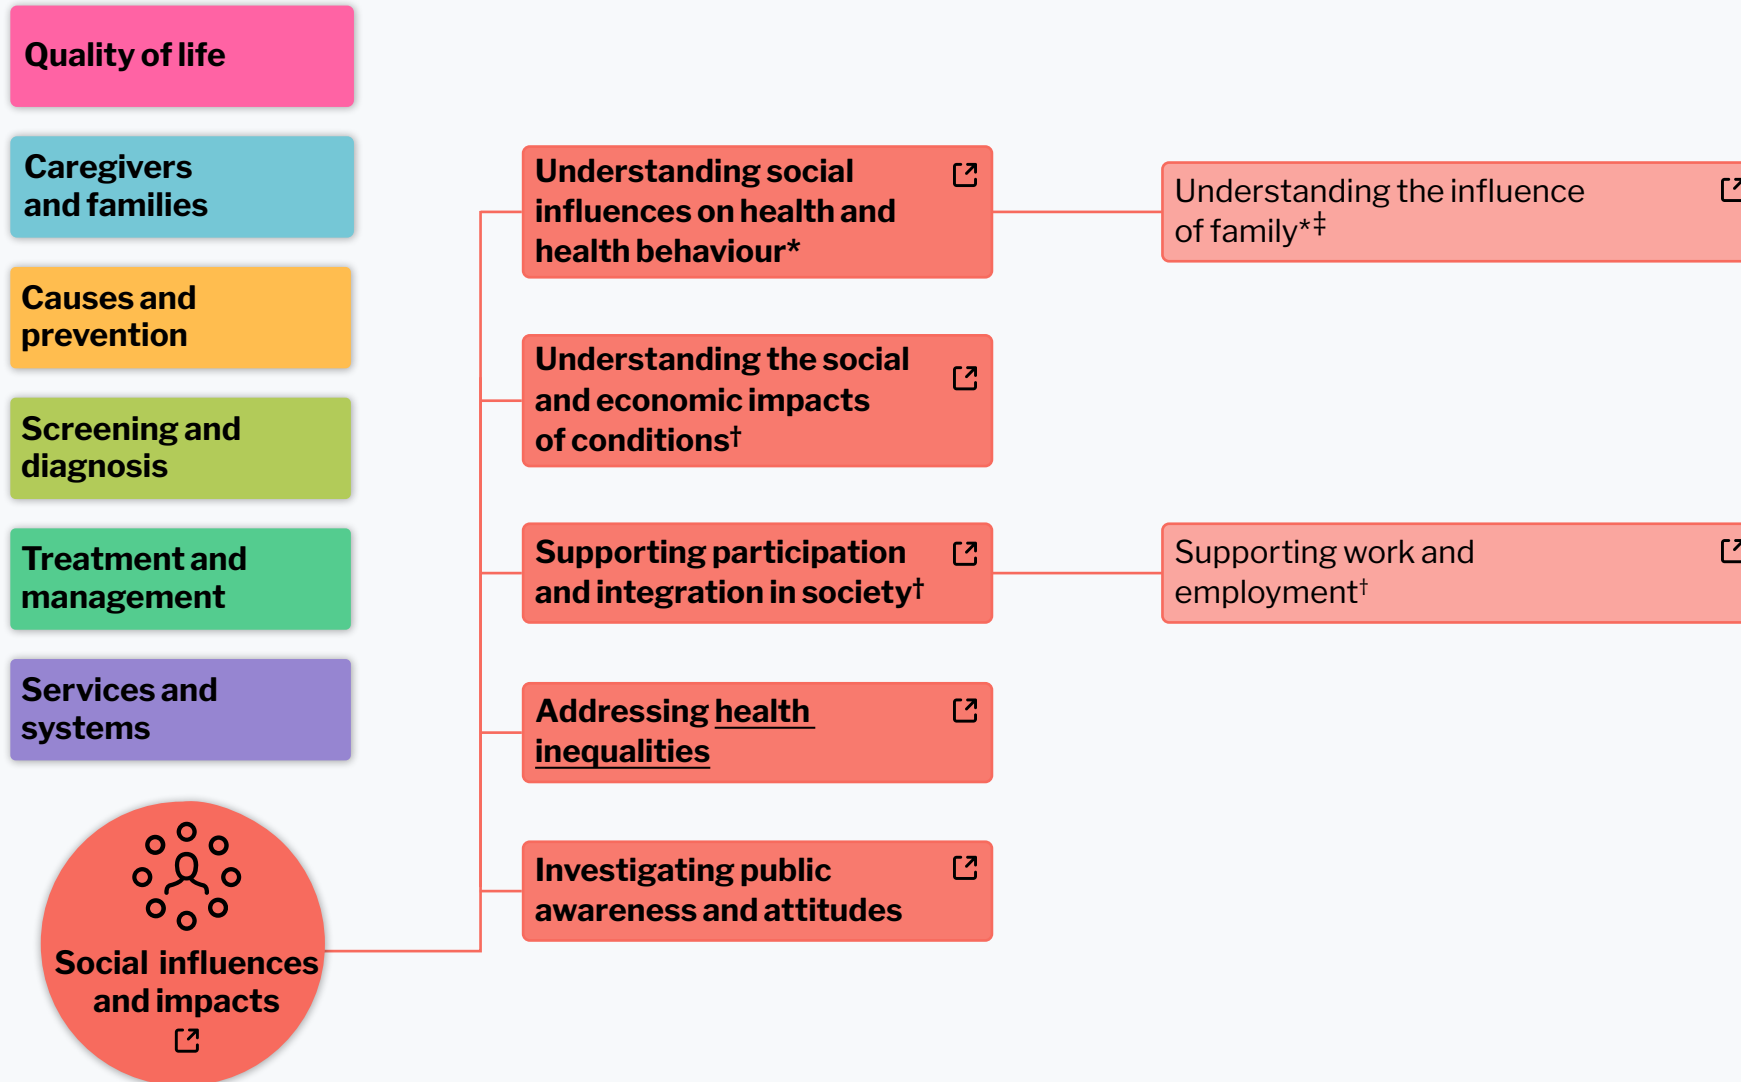 Quality of life
Caregivers
and families
Causes and
prevention
Screening and
diagnosis
Treatment and
management
Services and
systems
Social influences
and impacts
Understanding social
influences on health and
health behaviour*
Understanding the influence
of family*‡
Understanding the social
and economic impacts
of conditions†
Supporting participation
and integration in society†
Supporting work and
employment†
Addressing health
inequalities
Investigating public
awareness and attitudes